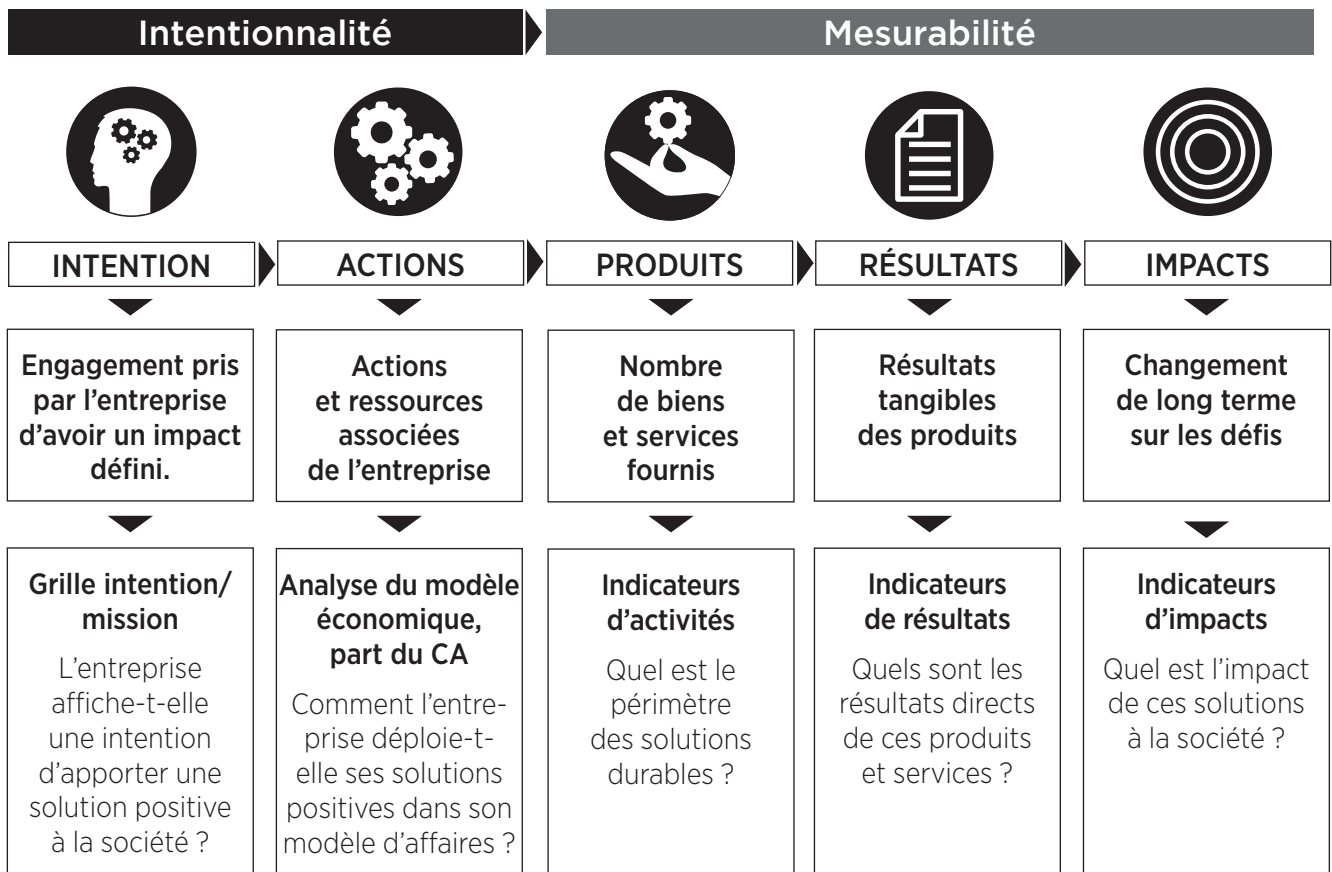 Intentionnalité
Mesurabilité
INTENTION
ACTIONS
PRODUITS
RÉSULTATS
IMPACTS
Engagement pris
par l'entreprise
d'avoir un impact
défini.
Actions
et ressources
associées
de l'entreprise
Nombre
de biens
et services
fournis
Résultats
tangibles
des produits
Changement
de long terme
sur les défis
Grille intention/
mission
L'entreprise
affiche-t-elle
une intention
d'apporter une
solution positive
à la société ?
Analyse du modèle
économique,
part du CA
Comment l'entre-
prise déploie-t-
elle ses solutions
positives dans son
modèle d'affaires ?
Indicateurs
d'activités
Quel est le
périmètre
des solutions
durables ?
Indicateurs
de résultats
Quels sont les
résultats directs
de ces produits
et services ?
Indicateurs
d'impacts
Quel est l'impact
de ces solutions
à la société ?